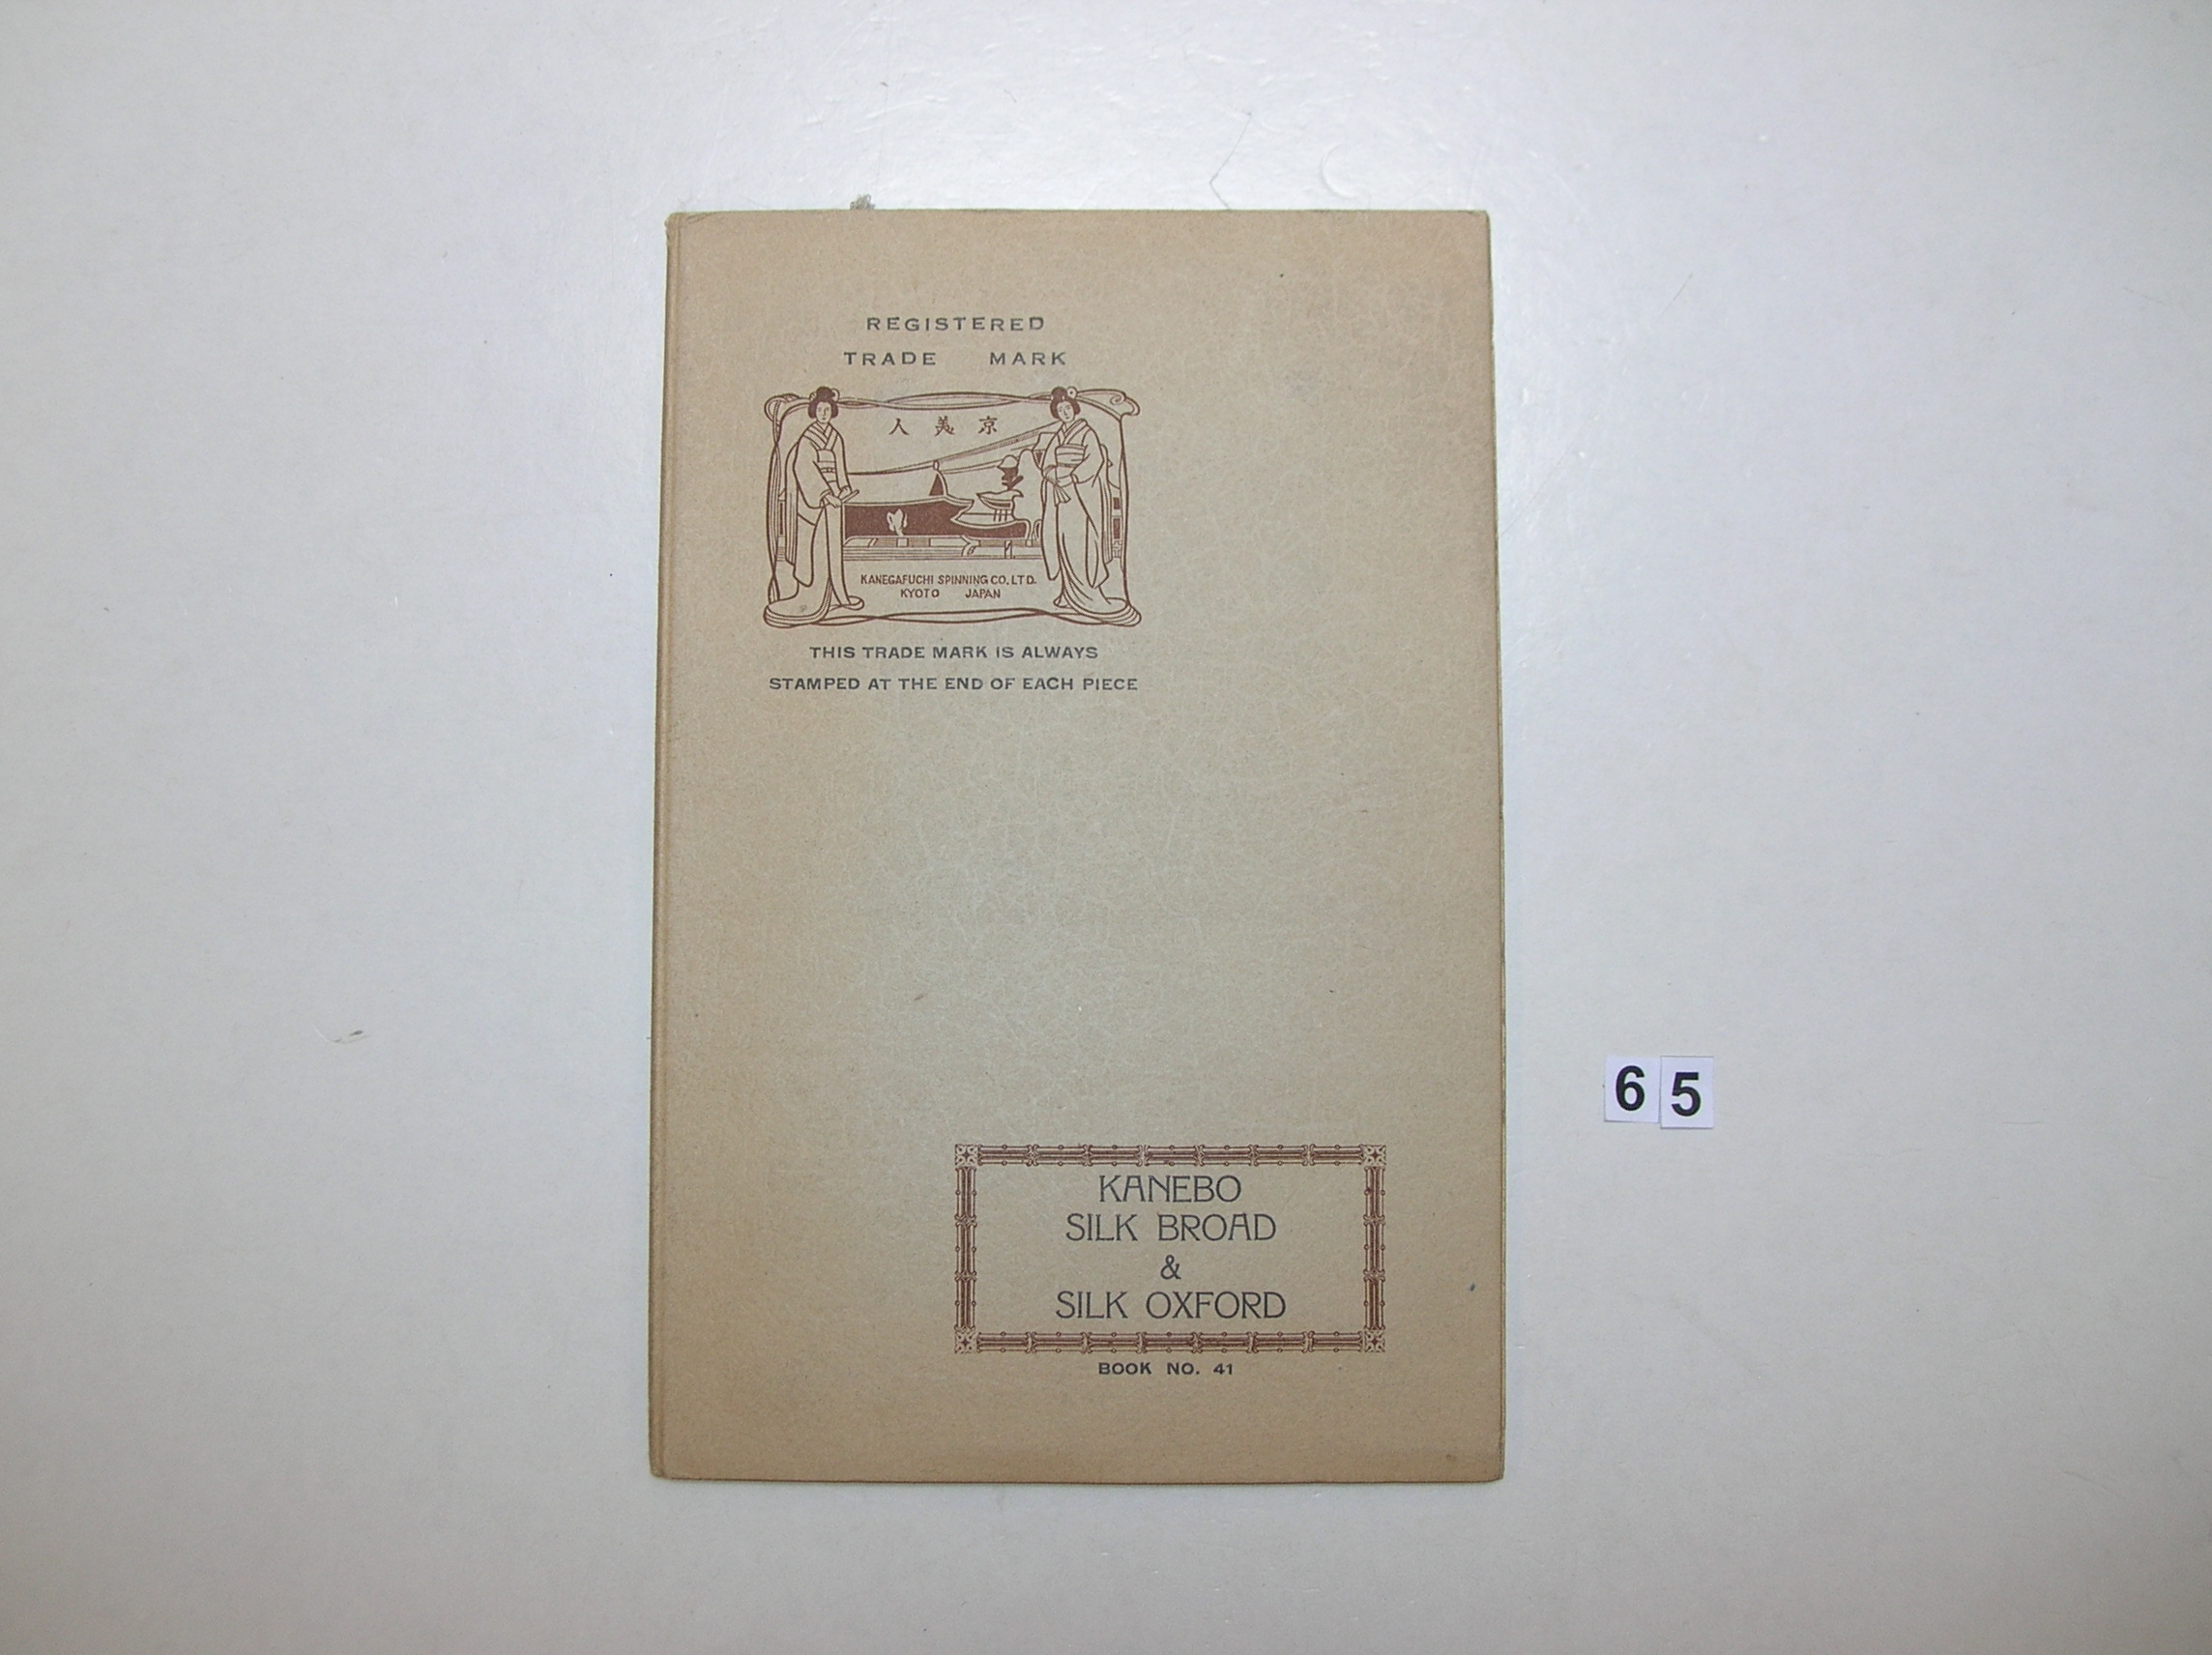 REGISTERED
TRADE MARK
人美京
KANEGAFUCHI SPINNING CO. LTD.
KYOTO JAPAN
THIS TRADE MARK IS ALWAYS
STAMPED AT THE END OF EACH PIECE
65
KANEBO
SILK BROAD
&
SILK OXFORD
BOOK NO. 41